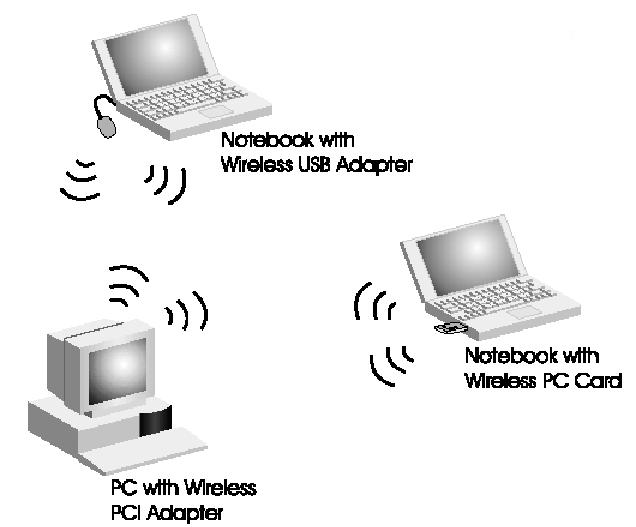 Notebook with
Wireless USB Adapter
Notebook with
Wireless PC Card
PC with Wireless
PCI Adapter